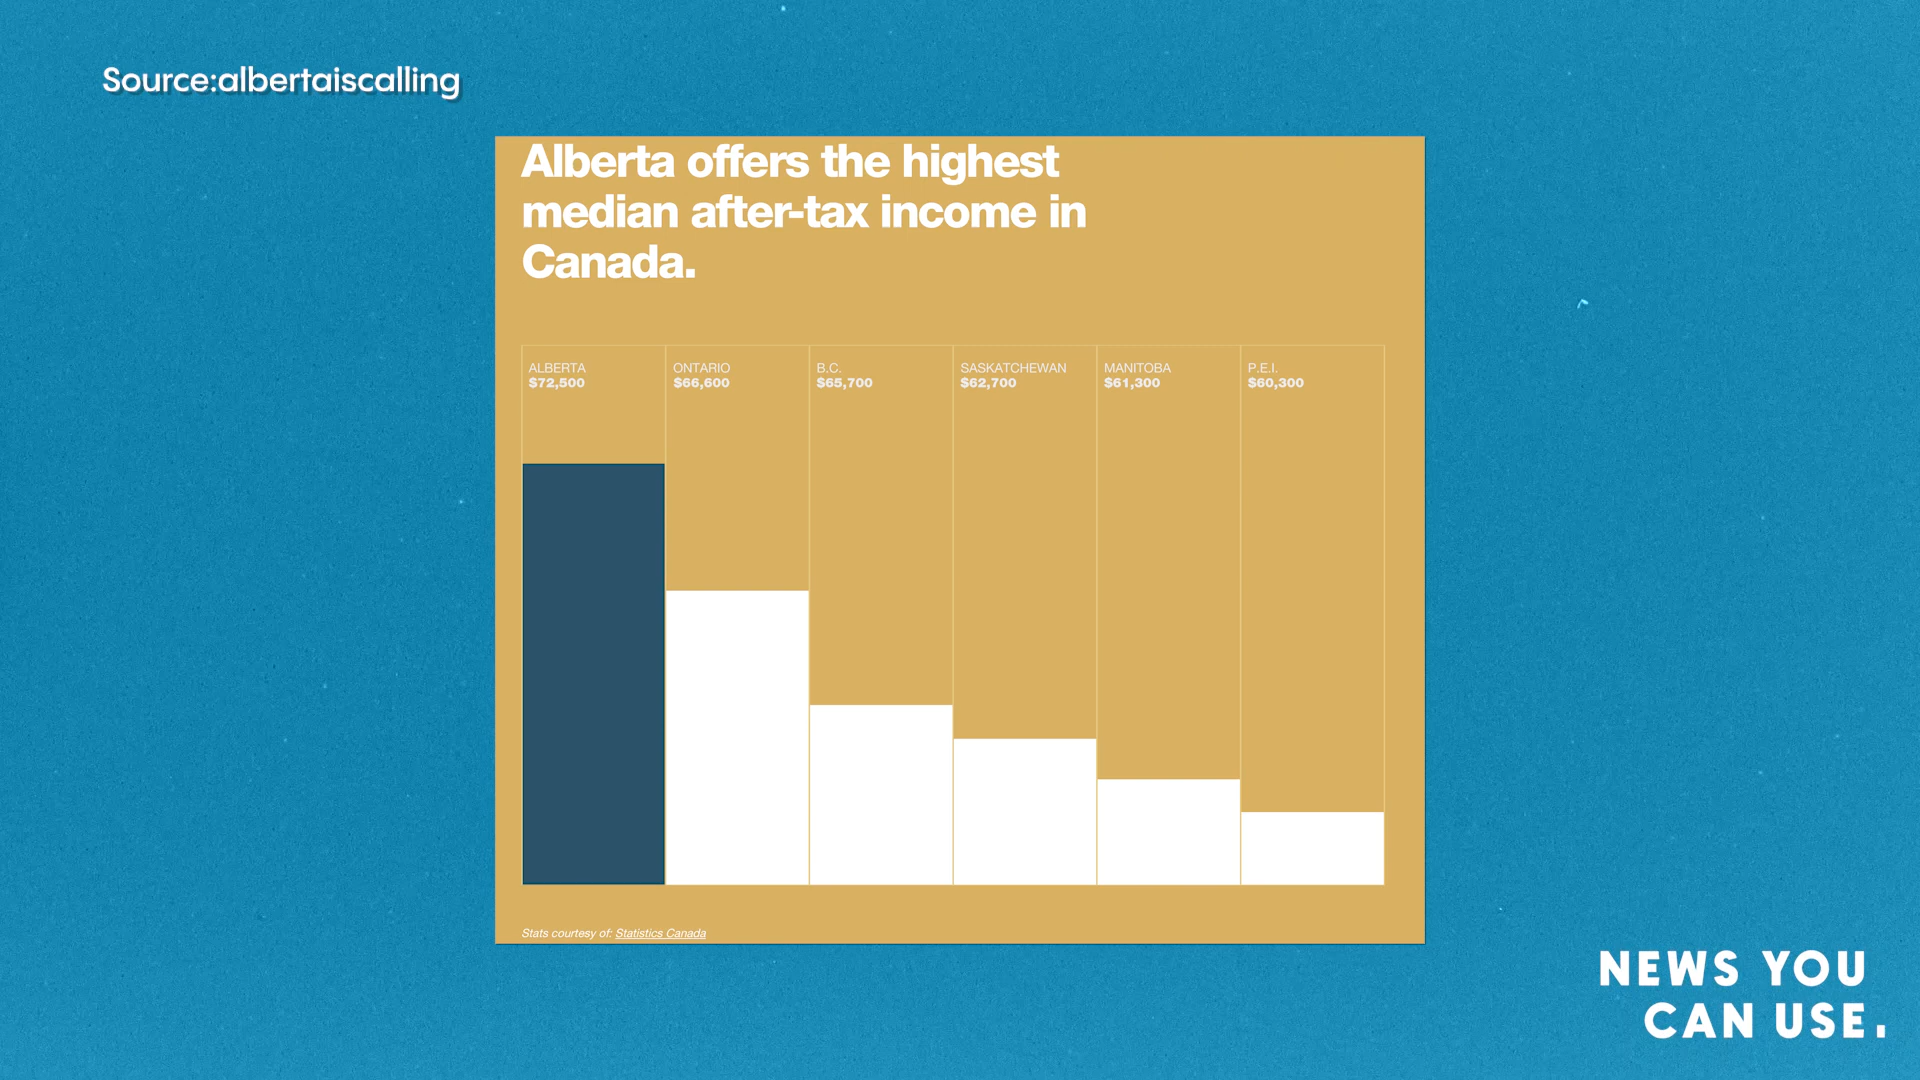 Source:albertaiscalling
Alberta offers the highest
median after-tax income in
Canada.
ALBERTA
$72,500
ONTARIO
$66,600
B.C.
$65,700
SASKATCHEWAN
$62,700
MANITOBA
$61,300
P.E.I.
$60,300
Stats courtesy of: Statistics Canada
NEWS YOU
CAN USE.